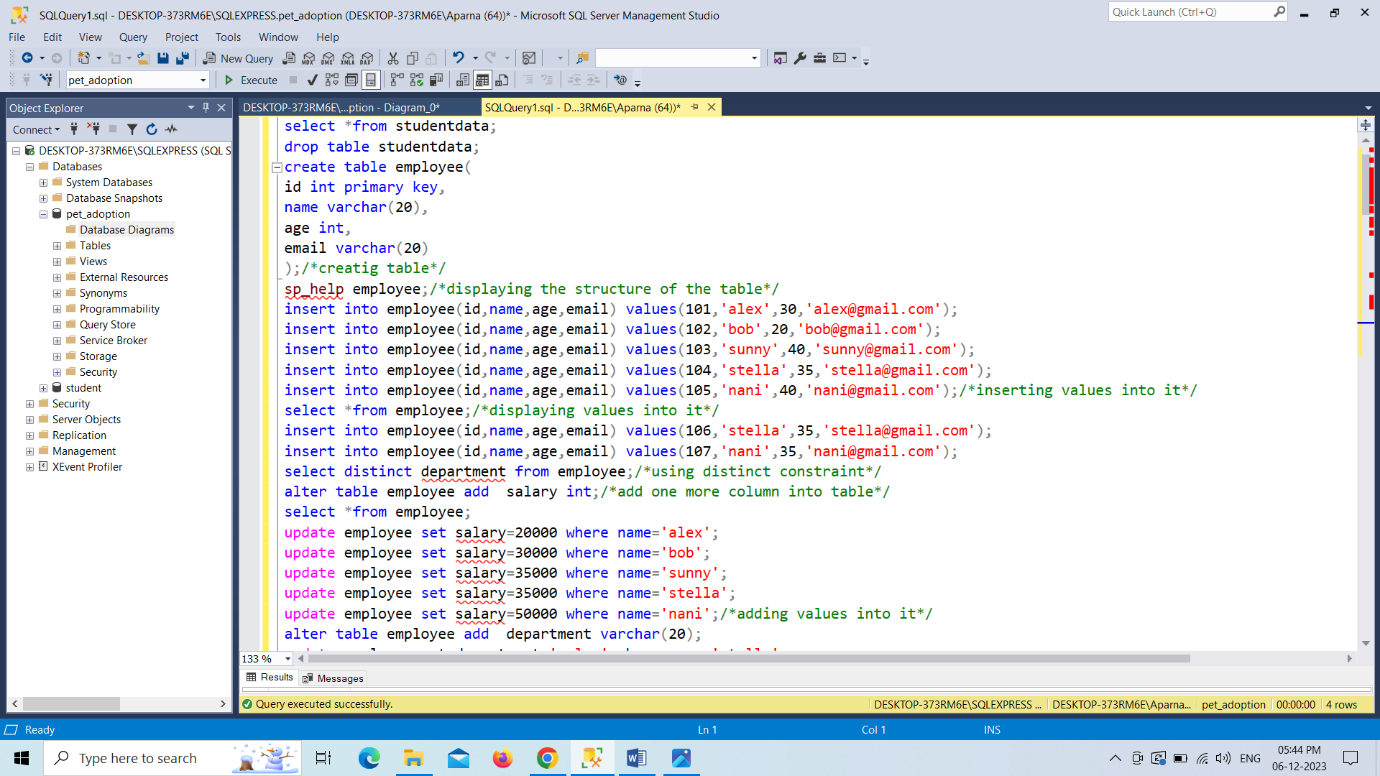 SQLQuery1.sql - DESKTOP-373RM6E\SQLEXPRESS.pet_adoption (DESKTOP-373RM6E\Aparna (64))* - Microsoft SQL Server Management Studio
Quick Launch (Ctrl+Q)
File Edit View Query Project Tools Window Help
New Query
pet_adoption Execute
Object Explorer
DESKTOP-373RM6E\...ption - Diagram_0* SQLQuery1.sql - D...3RM6E\Aparna (64))*
Connect
DESKTOP-373RM6E\SQLEXPRESS (SQL S
Databases
System Databases
Database Snapshots
pet_adoption
Database Diagrams
Tables
Views
External Resources
Synonyms
Programmability
Query Store
Service Broker
Storage
Security
student
Security
Server Objects
Replication
Management
XEvent Profiler
select *from studentdata;
drop table studentdata;
create table employee(
id int primary key,
name varchar(20),
age int,
email varchar(20)
);/*creatig table*/
sp_help employee;/*displaying the structure of the table*/
insert into employee(id,name,age,email) values(101,'alex',30,'alex@gmail.com');
insert into employee(id,name,age,email) values(102,'bob',20,'bob@gmail.com');
insert into employee(id,name,age,email) values(103,'sunny',40,'sunny@gmail.com');
insert into employee(id,name,age,email) values(104,'stella',35,'stella@gmail.com');
insert into employee(id,name,age,email) values(105,'nani',40,'nani@gmail.com');/*inserting values into it*/
select *from employee;/*displaying values into it*/
insert into employee(id,name,age,email) values(106,'stella',35,'stella@gmail.com');
insert into employee(id,name,age,email) values(107,'nani',35,'nani@gmail.com');
select distinct department from employee;/*using distinct constraint*/
alter table employee add  salary int;/*add one more column into table*/
select *from employee;
update employee set salary=20000 where name='alex';
update employee set salary=30000 where name='bob';
update employee set salary=35000 where name='sunny';
update employee set salary=35000 where name='stella';
update employee set salary=50000 where name='nani';/*adding values into it*/
alter table employee add  department varchar(20);
133 %
Results Messages
Query executed successfully. DESKTOP-373RM6E\SQLEXPRESS ... DESKTOP-373RM6E\Aparna... pet_adoption 00:00:00 4 rows
Ready Ln 1 Col 1 INS
Type here to search
ENG 05:44 PM
06-12-2023